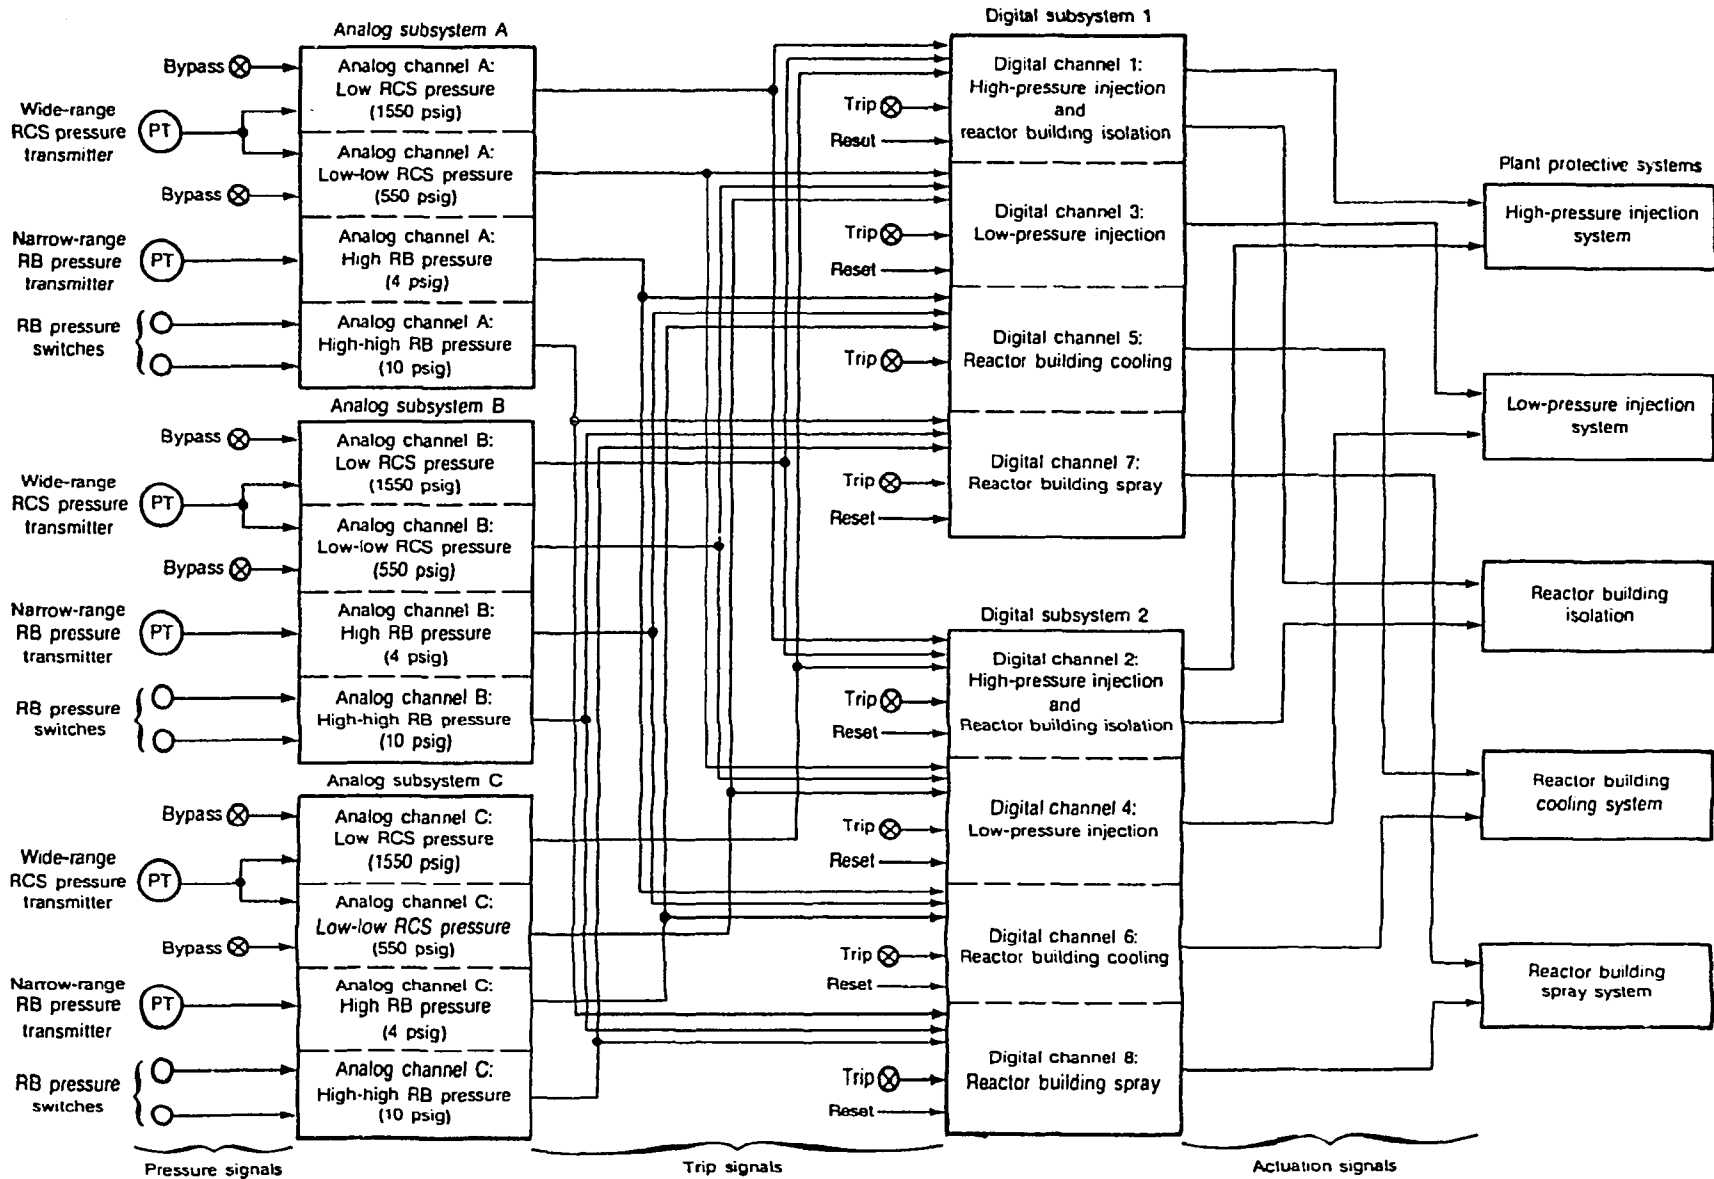 Analog subsystem A
Bypass
Wide-range
RCS pressure
transmitter
PT
Bypass
Narrow-range
RB pressure
transmitter
PT
RB pressure
switches
Analog channel A:
Low RCS pressure
(1550 psig)
Analog channel A:
Low-low RCS pressure
(550 psig)
Analog channel A:
High RB pressure
(4 psig)
Analog channel A:
High-high RB pressure
(10 psig)
Analog subsystem B
Bypass
Wide-range
RCS pressure
transmitter
PT
Bypass
Narrow-range
RB pressure
transmitter
PT
RB pressure
switches
Analog channel B:
Low RCS pressure
(1550 psig)
Analog channel B:
Low-low RCS pressure
(550 psig)
Analog channel B:
High RB pressure
(4 psig)
Analog channel B:
High-high RB pressure
(10 psig)
Analog subsystem C
Bypass
Wide-range
RCS pressure
transmitter
PT
Bypass
Narrow-range
RB pressure
transmitter
PT
RB pressure
switches
Analog channel C:
Low RCS pressure
(1550 psig)
Analog channel C:
Low-low RCS pressure
(550 psig)
Analog channel C:
High RB pressure
(4 psig)
Analog channel C:
High-high RB pressure
(10 psig)
Digital subsystem 1
Trip
Reset
Digital channel 1:
High-pressure injection
and
reactor building isolation
Trip
Reset
Digital channel 3:
Low-pressure injection
Trip
Digital channel 5:
Reactor building cooling
Trip
Reset
Digital channel 7:
Reactor building spray
Digital subsystem 2
Trip
Reset
Digital channel 2:
High-pressure injection
and
Reactor building isolation
Trip
Reset
Digital channel 4:
Low-pressure injection
Trip
Reset
Digital channel 6:
Reactor building cooling
Trip
Reset
Digital channel 8:
Reactor building spray
Plant protective systems
High-pressure injection
system
Low-pressure injection
system
Reactor building
isolation
Reactor building
cooling system
Reactor building
spray system
Pressure signals
Trip signals
Actuation signals